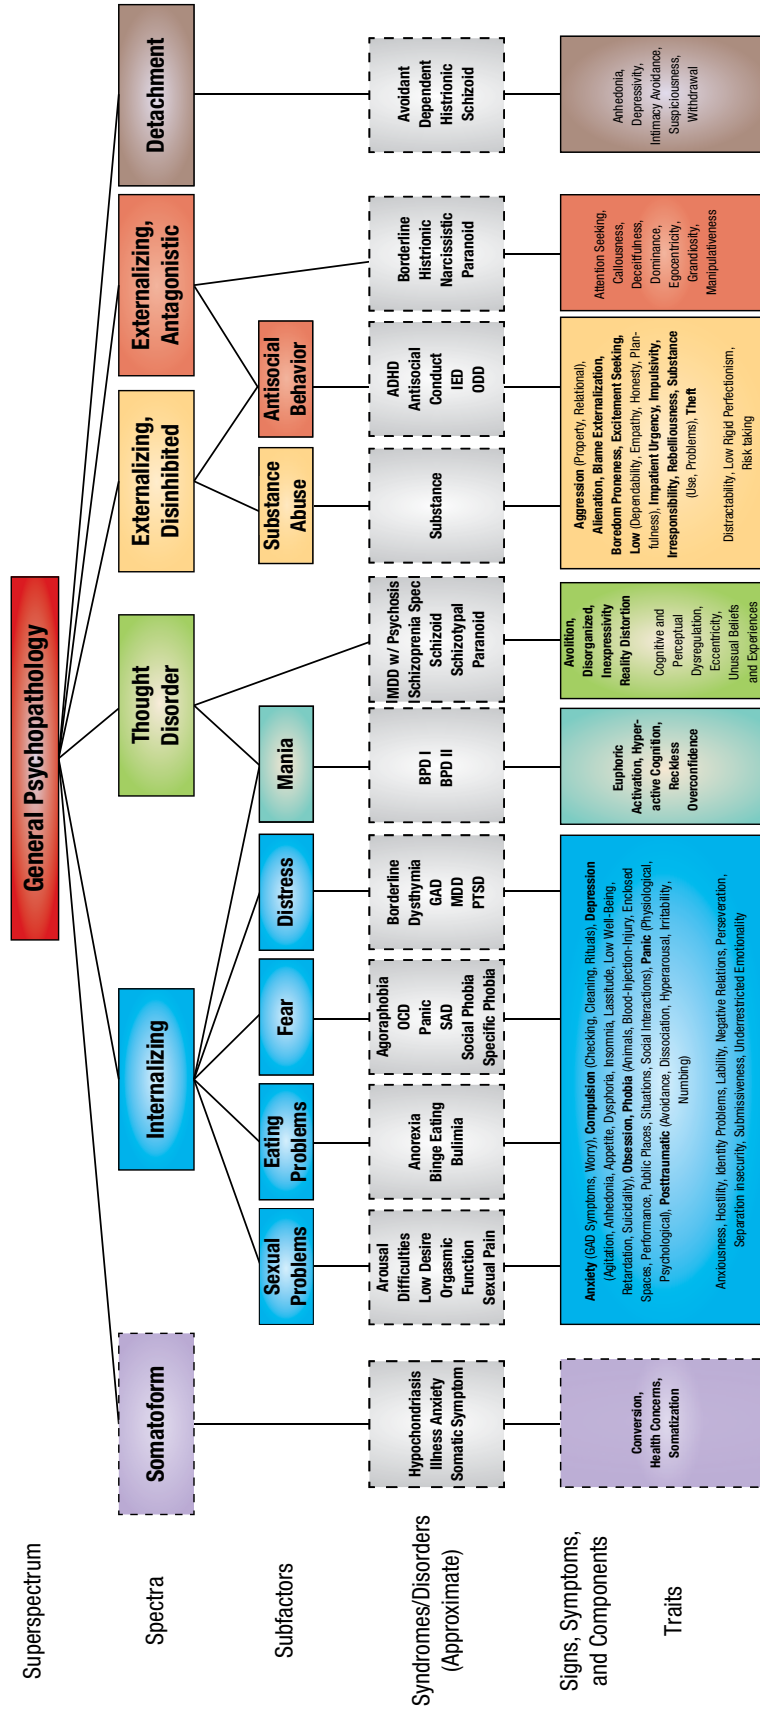 Superspectrum
General Psychopathology
Spectra
Somatoform
Internalizing
Thought
Disorder
Externalizing,
Disinhibited
Externalizing,
Antagonistic
Detachment
Subfactors
Sexual
Problems
Eating
Problems
Fear
Distress
Mania
Substance
Abuse
Antisocial
Behavior
Syndromes/Disorders
(Approximate)
Hypochondriasis
Illness Anxiety
Somatic Symptom
Arousal
Difficulties
Low Desire
Orgasmic
Function
Sexual Pain
Anorexia
Binge Eating
Bulimia
Agoraphobia
OCD
Panic
SAD
Social Phobia
Specific Phobia
Borderline
Dysthymia
GAD
MDD
PTSD
BPD I
BPD II
MDD w/ Psychosis
Schizoprenia Spec
Schizoid
Schizotypal
Paranoid
Substance
ADHD
Antisocial
Conduct
IED
ODD
Borderline
Histrionic
Narcissistic
Paranoid
Avoidant
Dependent
Histrionic
Schizoid
Signs, Symptoms,
and Components
Traits
Conversion,
Health Concerns,
Somatization
Anxiety (GAD Symptoms, Worry), Compulsion (Checking, Cleaning, Rituals), Depression
(Agitation, Anhedonia, Appetite, Dysphoria, Insomnia, Lassitude, Low Well-Being,
Retardation, Suicidality), Obsession, Phobia (Animals, Blood-Injection-Injury, Enclosed
Spaces, Performance, Public Places, Situations, Social Interactions), Panic (Physiological,
Psychological), Posttraumatic (Avoidance, Dissociation, Hyperarousal, Irritability,
Numbing)
Anxiousness, Hostility, Identity Problems, Lability, Negative Relations, Perseveration,
Separation insecurity, Submissiveness, Underrestricted Emotionality
Euphoric
Activation, Hyper-
active Cognition,
Reckless
Overconfidence
Avolition,
Disorganized,
Inexpressivity
Reality Distortion
Cognitive and
Perceptual
Dysregulation,
Eccentricity,
Unusual Beliefs
and Experiences
Aggression (Property, Relational),
Alienation, Blame Externalization,
Boredom Proneness, Excitement Seeking,
Low (Dependability, Empathy, Honesty, Plan-
fulness), Impatient Urgency, Impulsivity,
Irresponsibility, Rebelliousness, Substance
(Use, Problems), Theft
Distractability, Low Rigid Perfectionism,
Risk taking
Attention Seeking,
Callousness,
Deceitfulness,
Dominance,
Egocentricity,
Grandiosity,
Manipulativeness
Anhedonia,
Depressivity,
Intimacy Avoidance,
Suspiciousness,
Withdrawal